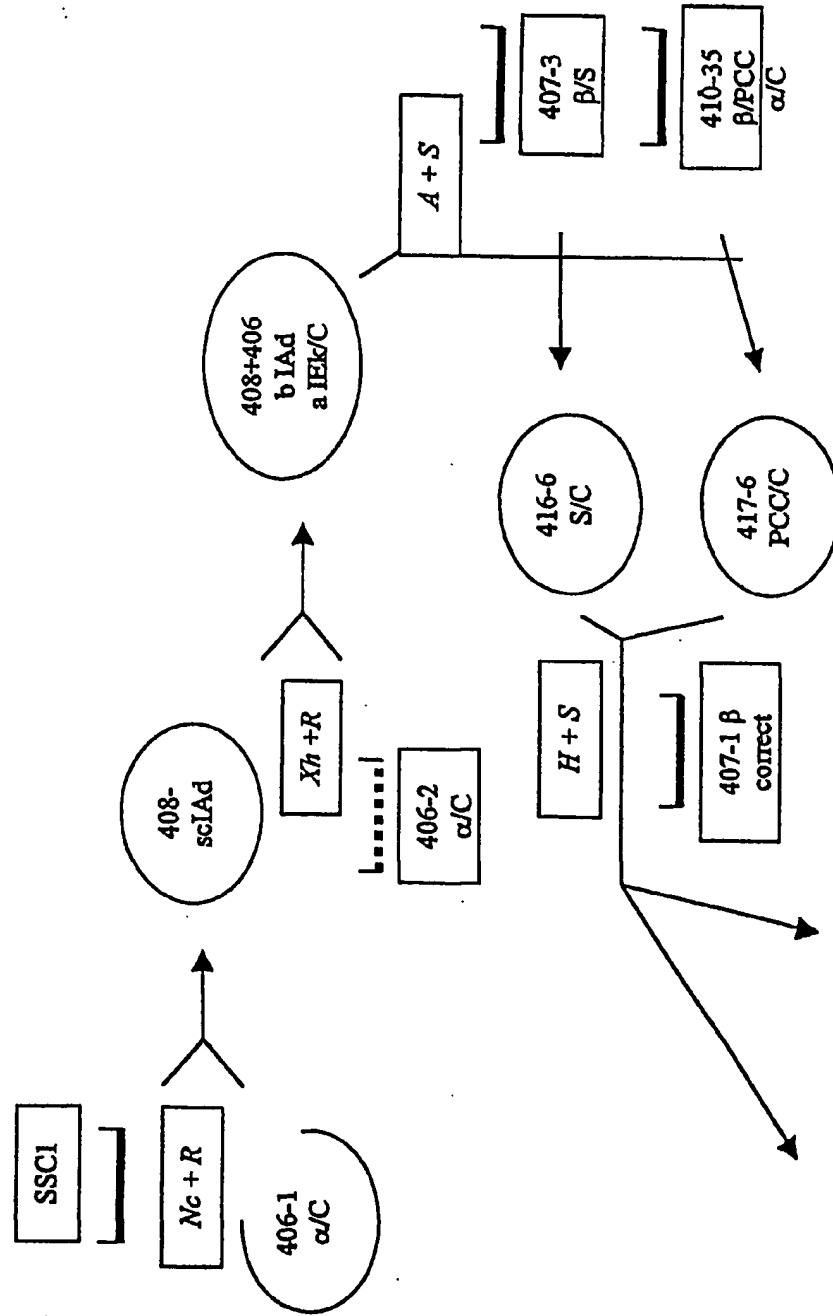 SSC1
Nc + R
406-1
α/C
408-
scIAd
Xh +R
406-2
α/C
408+406
b IAd
a IEk/C
A + S
407-3
β/S
410-35
β/PCC
α/C
416-6
S/C
417-6
PCC/C
H + S
407-1 β
correct